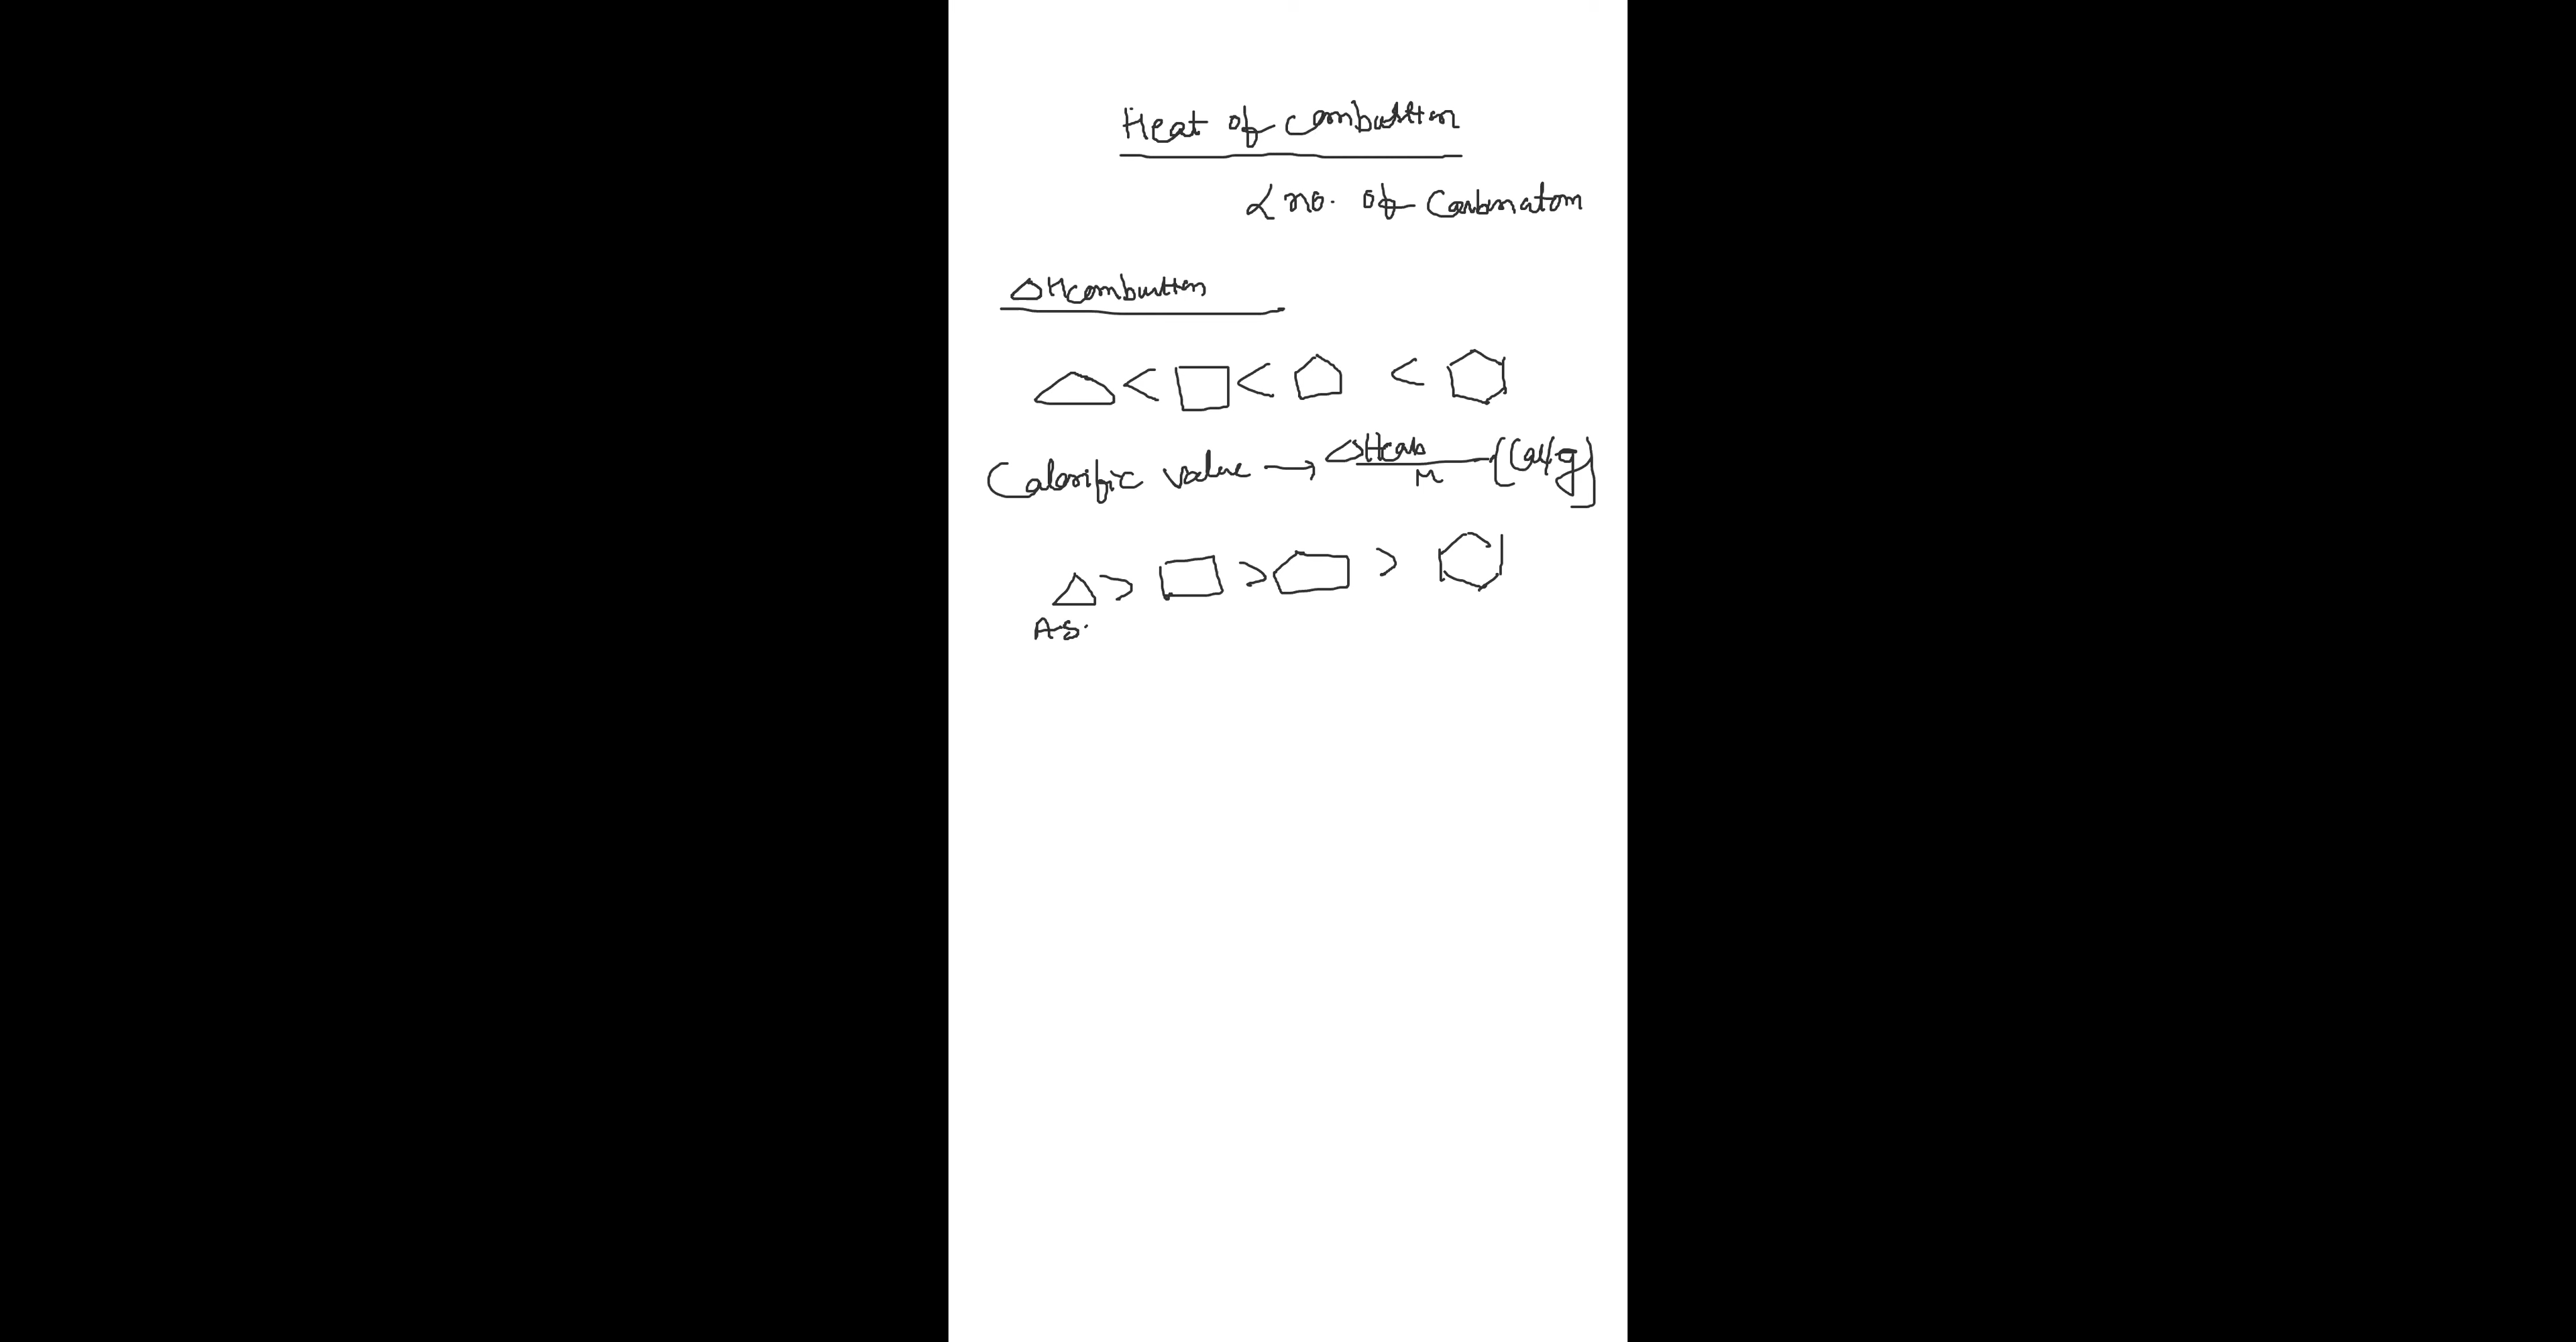 Heat of combustion
∝ no. of Carbon atom
ΔHcombustion
< < <
Calorific value → ΔHcomb / M [Cal/g]
> > >
A.S.